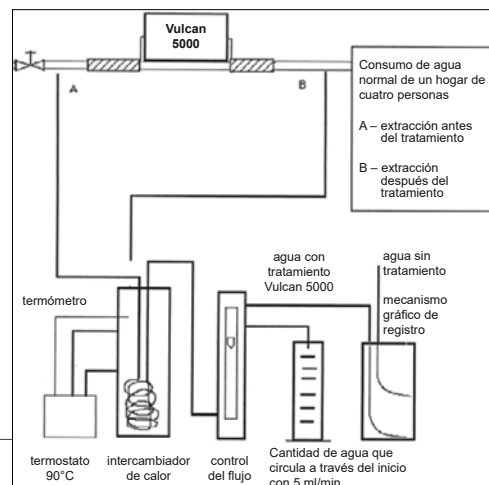 Vulcan
5000
A
B
Consumo de agua
normal de un hogar de
cuatro personas
A – extracción antes
del tratamiento
B – extracción
después del
tratamiento
termómetro
agua con
tratamiento
Vulcan 5000
agua sin
tratamiento
mecanismo
gráfico de
registro
termostato
90°C
intercambiador
de calor
control
del flujo
Cantidad de agua que
circula a través del inicio
con 5 ml/min